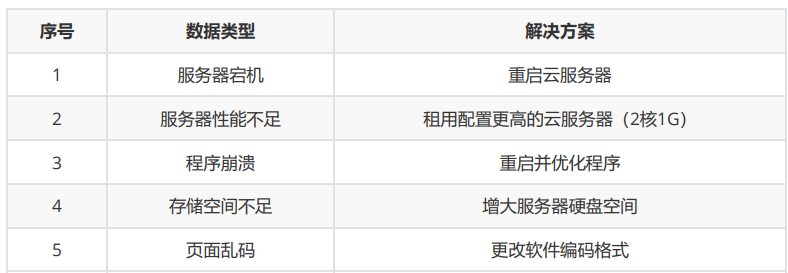 序号 数据类型 解决方案
1 服务器宕机 重启云服务器
2 服务器性能不足 租用配置更高的云服务器（2核1G）
3 程序崩溃 重启并优化程序
4 存储空间不足 增大服务器硬盘空间
5 页面乱码 更改软件编码格式